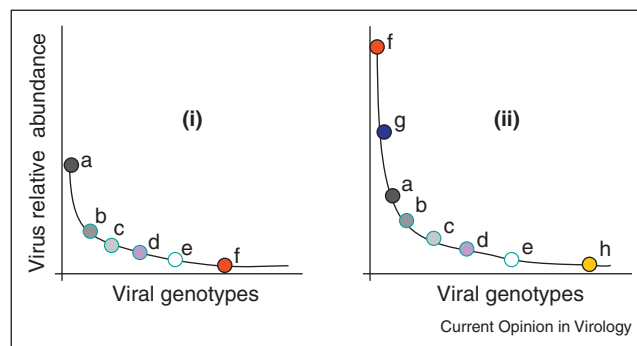 Virus relative abundance
(i)
a
b
c
d
e
f
Viral genotypes
(ii)
f
g
a
b
c
d
e
h
Viral genotypes
Current Opinion in Virology